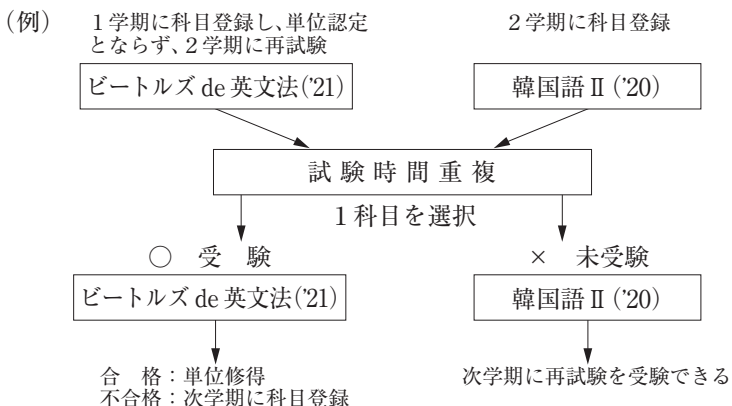 (例)
1学期に科目登録し、単位認定
とならず、2学期に再試験
2学期に科目登録
ビートルズ de 英文法('21)
韓国語Ⅱ('20)
試験時間重複
1科目を選択
○ 受 験
× 未受験
ビートルズ de 英文法('21)
韓国語Ⅱ('20)
合 格:単位修得
不合格:次学期に科目登録
次学期に再試験を受験できる